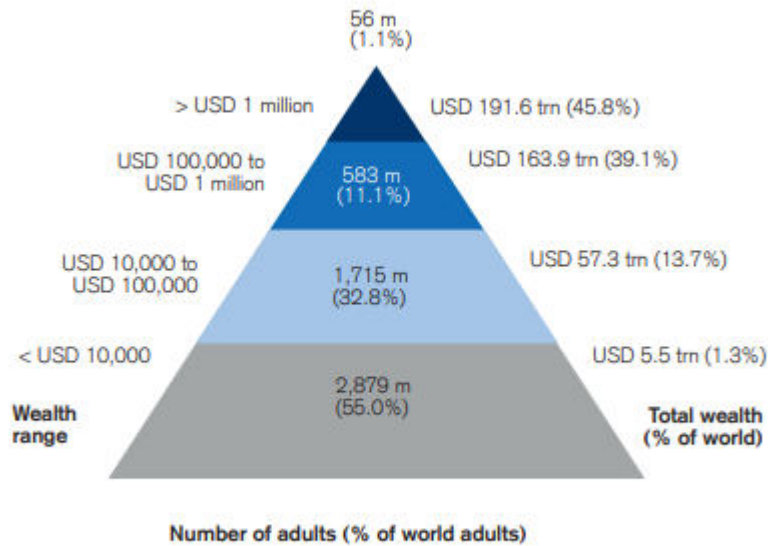 56 m
(1.1%)
> USD 1 million
USD 191.6 trn (45.8%)
USD 100,000 to
USD 1 million
583 m
(11.1%)
USD 163.9 trn (39.1%)
USD 10,000 to
USD 100,000
1,715 m
(32.8%)
USD 57.3 trn (13.7%)
< USD 10,000
USD 5.5 trn (1.3%)
2,879 m
(55.0%)
Wealth
range
Total wealth
(% of world)
Number of adults (% of world adults)